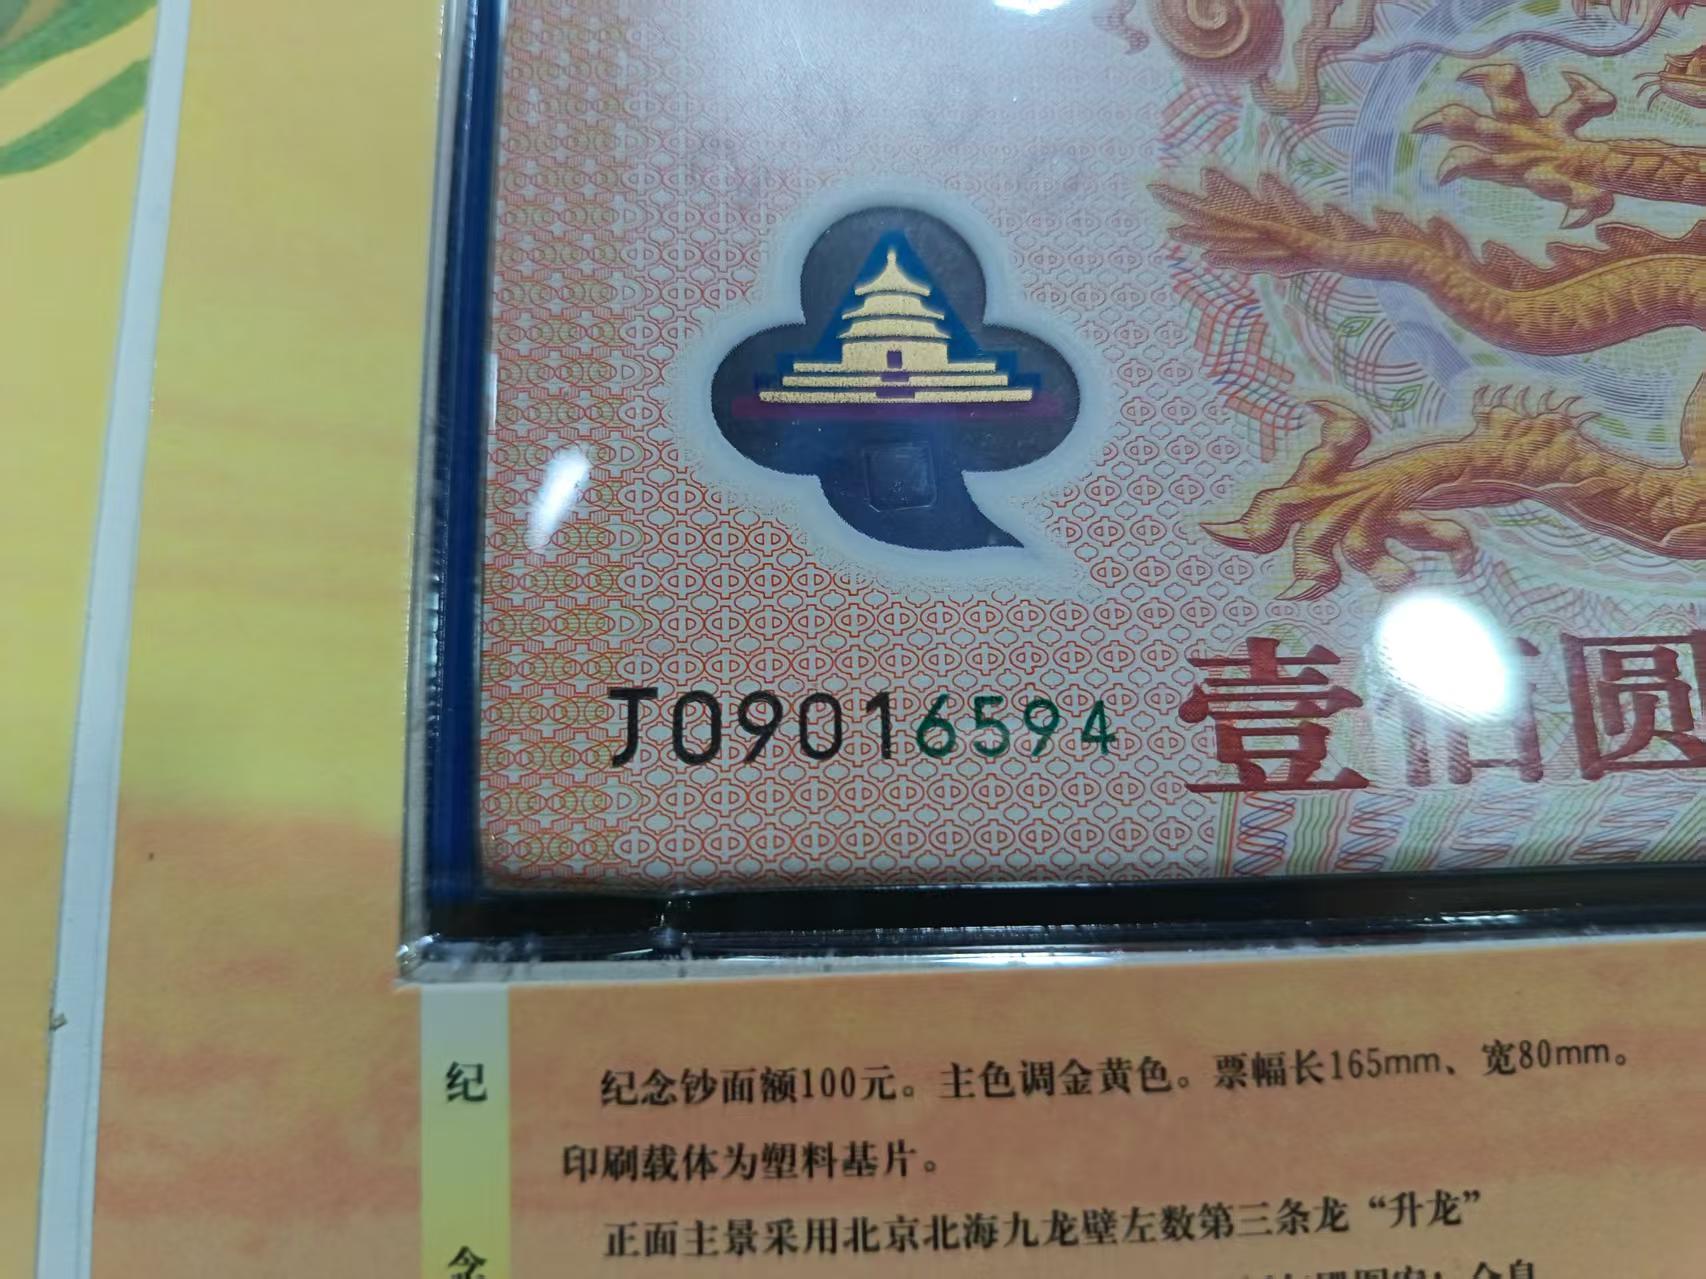 J09016594
壹佰圆
纪念
纪念钞面额100元。主色调金黄色。票幅长165mm、宽80mm。
印刷载体为塑料基片。
正面主景采用北京北海九龙壁左数第三条龙“升龙”